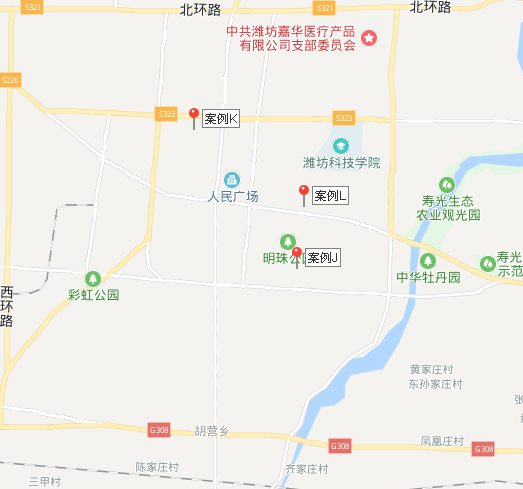 S321
北环路
S321
北环路
中共潍坊嘉华医疗产品
有限公司支部委员会
S226
S323
案例K
S323
潍坊科技学院
人民广场
案例L
寿光生态
农业观光园
明珠公
案例J
中华牡丹园
寿光
示范
彩虹公园
西环路
黄家庄村
东孙家庄村
张
G308
胡营乡
G308
凤凰庄村
G308
陈家庄村
齐家庄村
三甲村